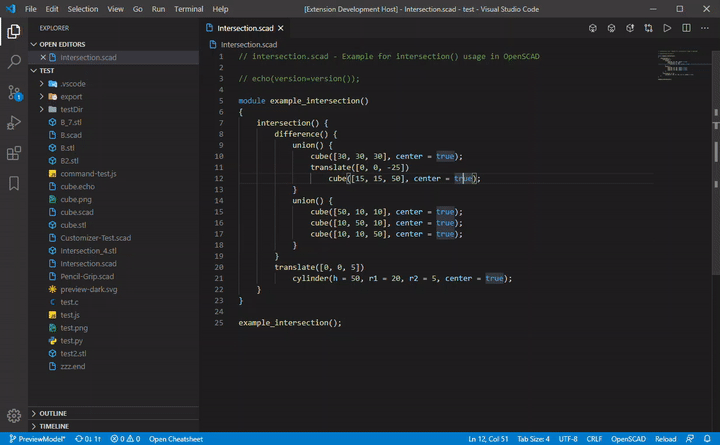 File Edit Selection View Go Run Terminal Help
[Extension Development Host] - Intersection.scad - test - Visual Studio Code
EXPLORER
OPEN EDITORS
Intersection.scad
TEST
.vscode
export
testDir
B_7.stl
B.scad
B.stl
B2.stl
command-test.js
cube.echo
cube.png
cube.scad
cube.stl
Customizer-Test.scad
Intersection_4.stl
Intersection.scad
Pencil-Grip.scad
preview-dark.svg
test.c
test.js
test.png
test.py
test2.stl
zzz.end
OUTLINE
TIMELINE
Intersection.scad
Intersection.scad
1 // intersection.scad - Example for intersection() usage in OpenSCAD
2
3 // echo(version=version());
4
5 module example_intersection()
6 {
7 intersection() {
8 difference() {
9 union() {
10 cube([30, 30, 30], center = true);
11 translate([0, 0, -25])
12 cube([15, 15, 50], center = true);
13 }
14 union() {
15 cube([50, 10, 10], center = true);
16 cube([10, 50, 10], center = true);
17 cube([10, 10, 50], center = true);
18 }
19 }
20 translate([0, 0, 5])
21 cylinder(h = 50, r1 = 20, r2 = 5, center = true);
22 }
23 }
24
25 example_intersection();
1
PreviewModel* 0↓ 1↑ 0 0 Open Cheatsheet
Ln 12, Col 51 Tab Size: 4 UTF-8 CRLF OpenSCAD Reload